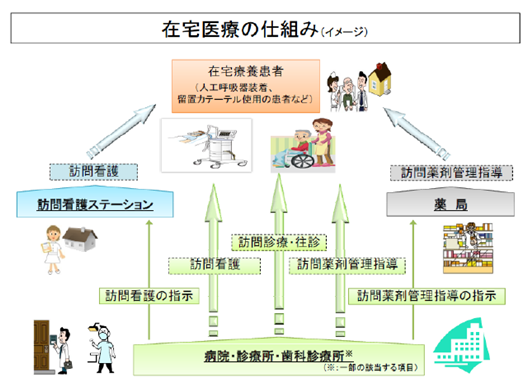 在宅医療の仕組み(イメージ)
在宅療養患者
(人工呼吸器装着、
留置カテーテル使用の患者など)
訪問看護
訪問薬剤管理指導
訪問看護ステーション
薬 局
訪問診療・往診
訪問看護
訪問薬剤管理指導
訪問看護の指示
訪問薬剤管理指導の指示
病院・診療所・歯科診療所※
(※:一部の該当する項目)